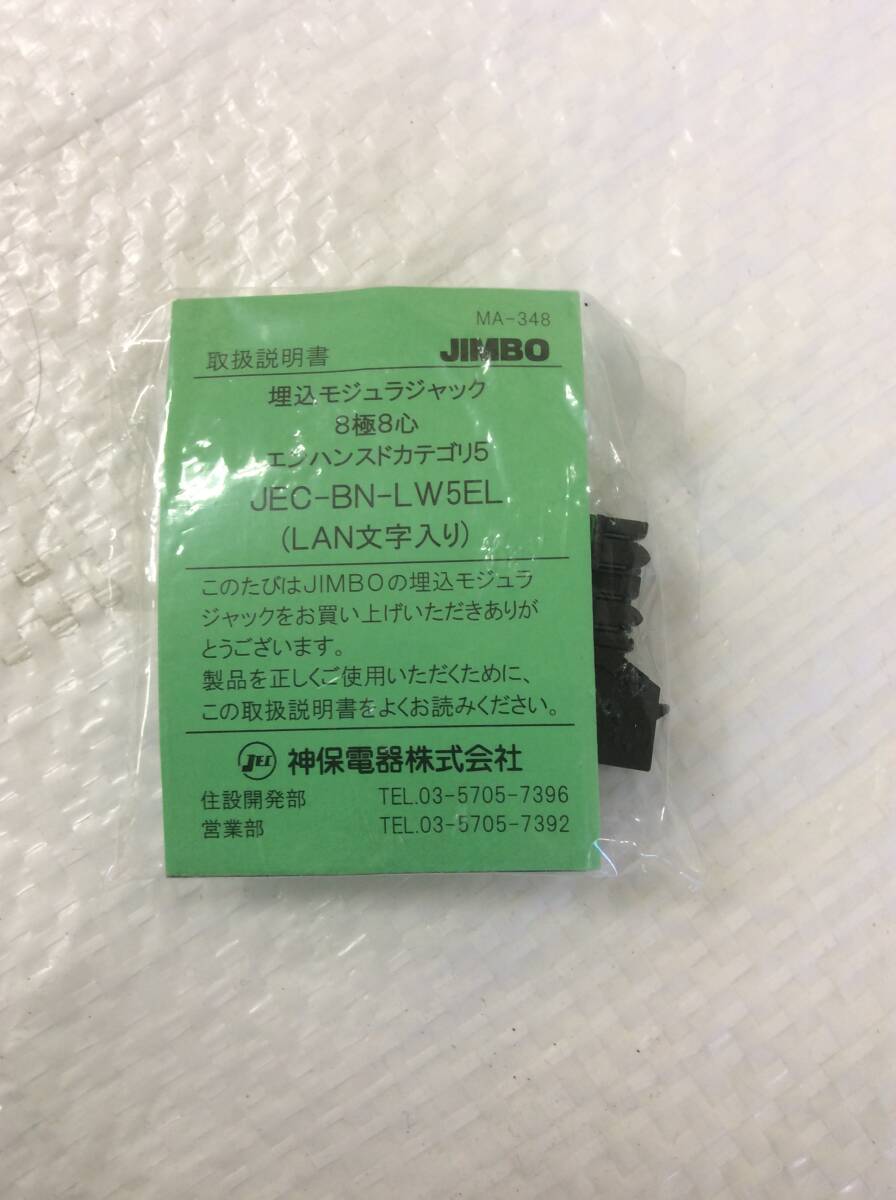 MA-348
取扱説明書 JIMBO
埋込モジュラジャック
8極8心
エンハンスドカテゴリ5
JEC-BN-LW5EL
(LAN文字入り)
このたびはJIMBOの埋込モジュラ
ジャックをお買い上げいただきありが
とうございます。
製品を正しくご使用いただくために、
この取扱説明書をよくお読みください。
JEC 神保電器株式会社
住設開発部 TEL.03-5705-7396
営業部 TEL.03-5705-7392